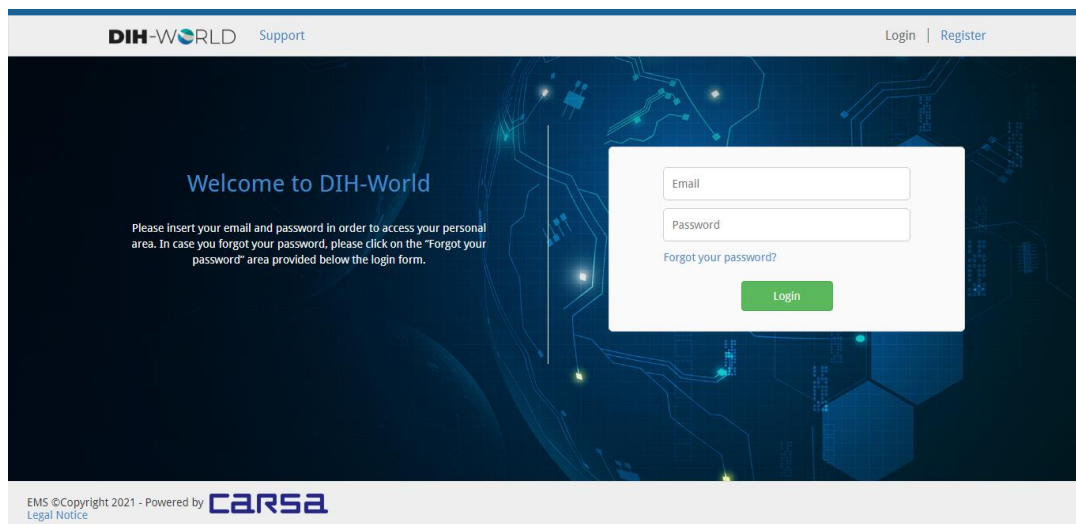 DIH-WORLD Support Login | Register
Welcome to DIH-World
Please insert your email and password in order to access your personal
area. In case you forgot your password, please click on the “Forgot your
password” area provided below the login form.
Email
Password
Forgot your password?
Login
EMS ©Copyright 2021 - Powered by carsa
Legal Notice